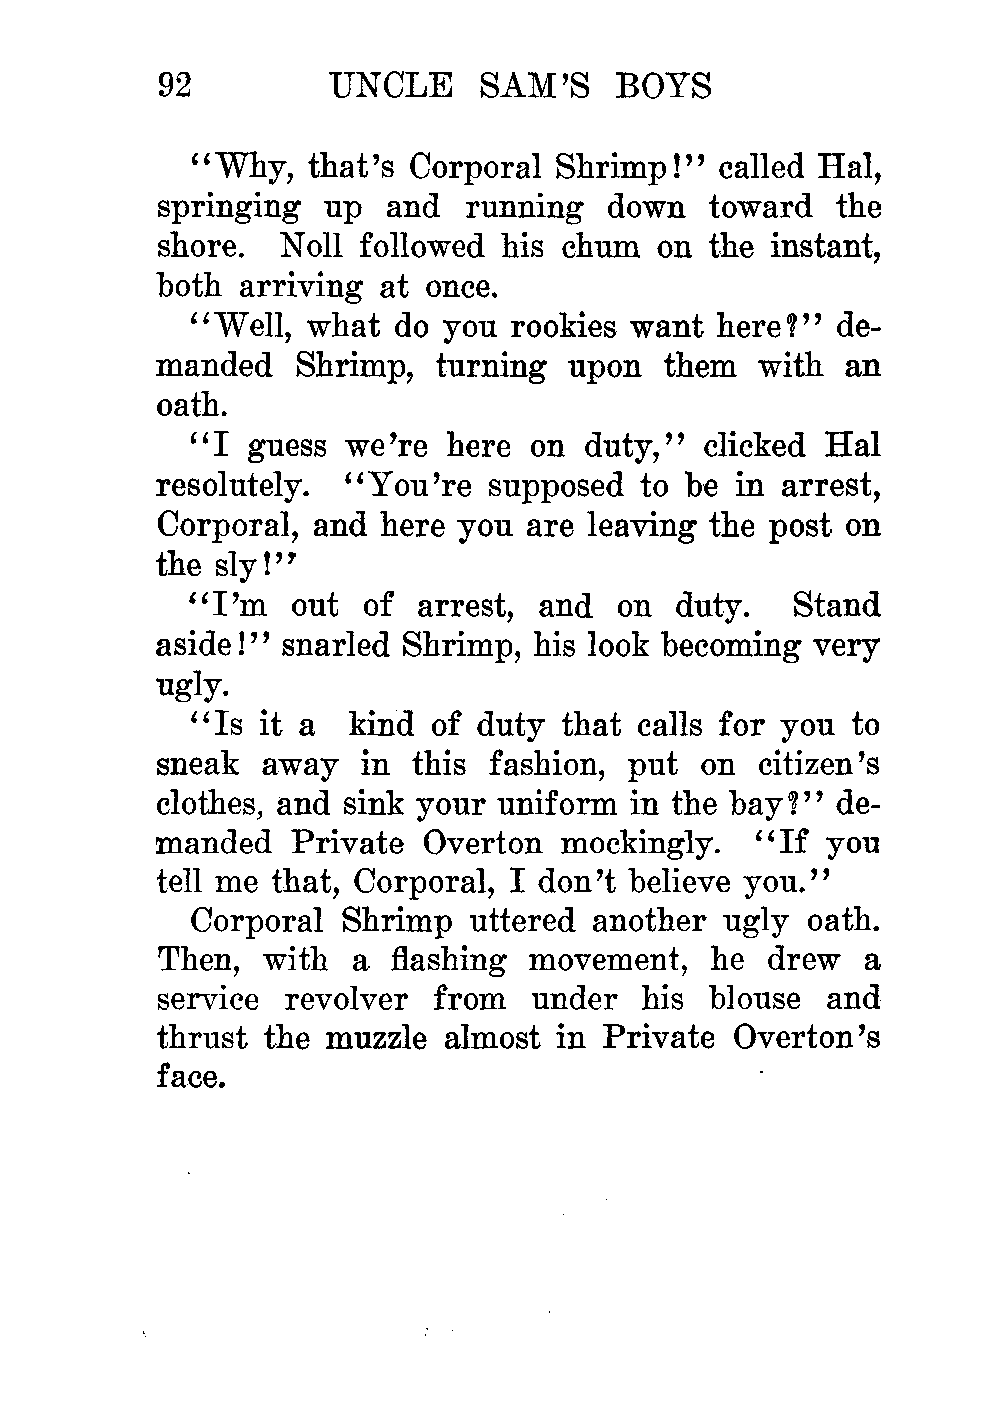 92 UNCLE SAM'S BOYS
"Why, that's Corporal Shrimp!" called Hal,
springing up and running down toward the
shore. Noll followed his chum on the instant,
both arriving at once.
"Well, what do you rookies want here?" de-
manded Shrimp, turning upon them with an
oath.
"I guess we're here on duty," clicked Hal
resolutely. "You're supposed to be in arrest,
Corporal, and here you are leaving the post on
the sly!"
"I'm out of arrest, and on duty. Stand
aside!" snarled Shrimp, his look becoming very
ugly.
"Is it a kind of duty that calls for you to
sneak away in this fashion, put on citizen's
clothes, and sink your uniform in the bay?" de-
manded Private Overton mockingly. "If you
tell me that, Corporal, I don't believe you."
Corporal Shrimp uttered another ugly oath.
Then, with a flashing movement, he drew a
service revolver from under his blouse and
thrust the muzzle almost in Private Overton's
face.